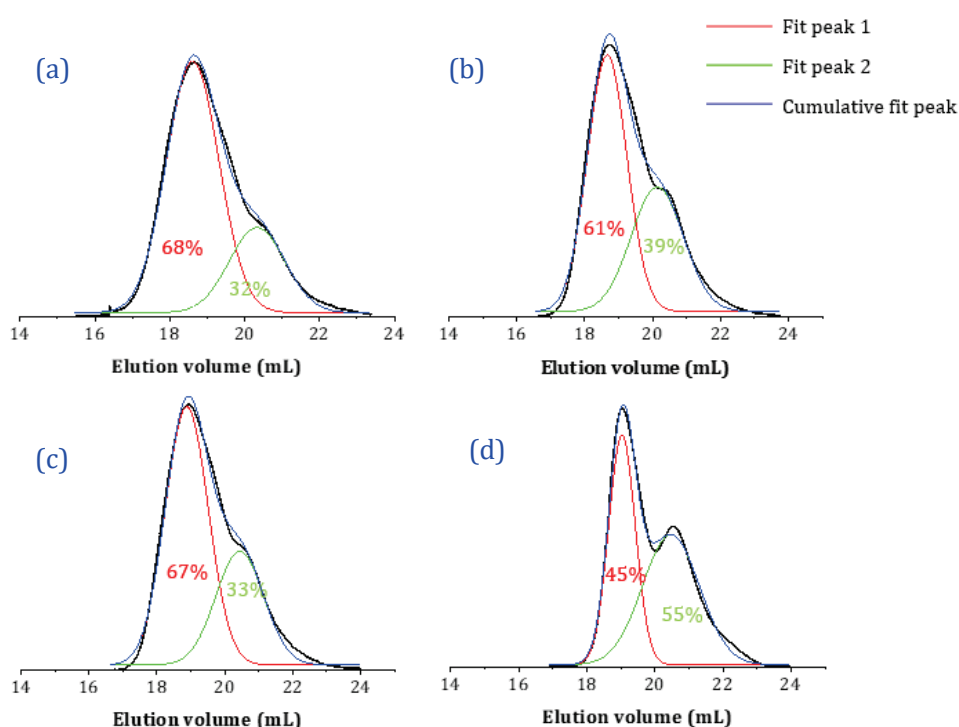 (a)
68%
32%
14 16 18 20 22 24
Elution volume (mL)
(b)
Fit peak 1
Fit peak 2
Cumulative fit peak
61%
39%
14 16 18 20 22 24
Elution volume (mL)
(c)
67%
33%
14 16 18 20 22 24
Elution volume (mL)
(d)
45%
55%
14 16 18 20 22 24
Elution volume (mL)